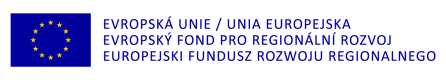 EVROPSKÁ UNIE / UNIA EUROPEJSKA
EVROPSKÝ FOND PRO REGIONÁLNÍ ROZVOJ
EUROPEJSKI FUNDUSZ ROZWOJU REGIONALNEGO